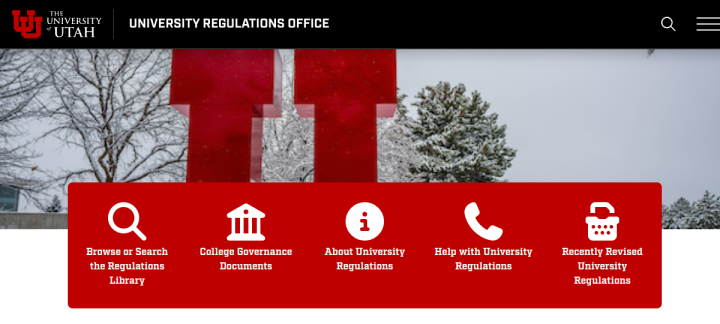 THE
UNIVERSITY
of
UTAH
UNIVERSITY REGULATIONS OFFICE
Browse or Search
the Regulations
Library
College Governance
Documents
About University
Regulations
Help with University
Regulations
Recently Revised
University
Regulations